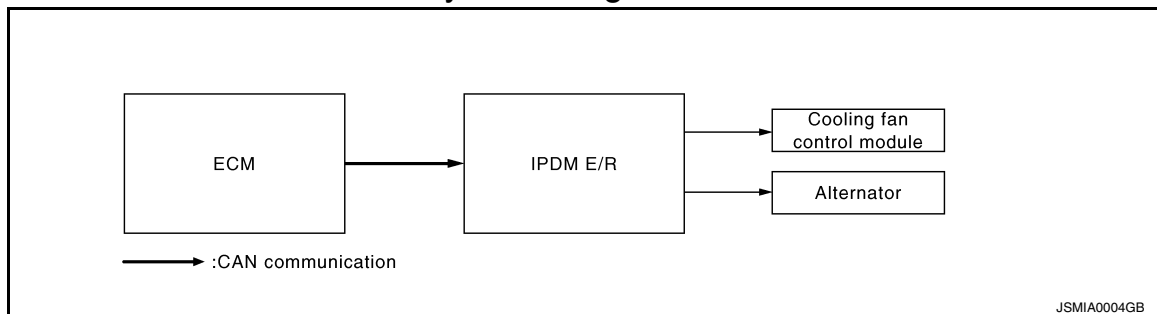 ECM
IPDM E/R
Cooling fan
control module
Alternator
:CAN communication
JSMIA0004GB